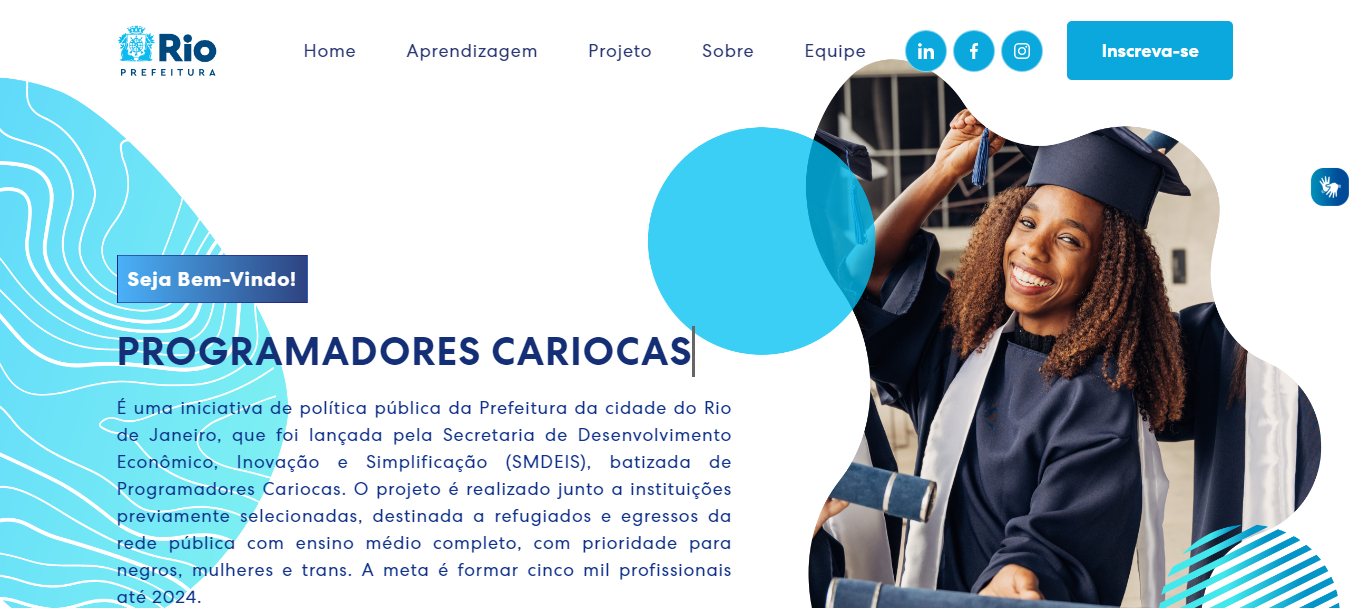 Rio
PREFEITURA
Home Aprendizagem Projeto Sobre Equipe
Inscreva-se
Seja Bem-Vindo!
PROGRAMADORES CARIOCAS
É uma iniciativa de política pública da Prefeitura da cidade do Rio
de Janeiro, que foi lançada pela Secretaria de Desenvolvimento
Econômico, Inovação e Simplificação (SMDEIS), batizada de
Programadores Cariocas. O projeto é realizado junto a instituições
previamente selecionadas, destinada a refugiados e egressos da
rede pública com ensino médio completo, com prioridade para
negros, mulheres e trans. A meta é formar cinco mil profissionais
até 2024.